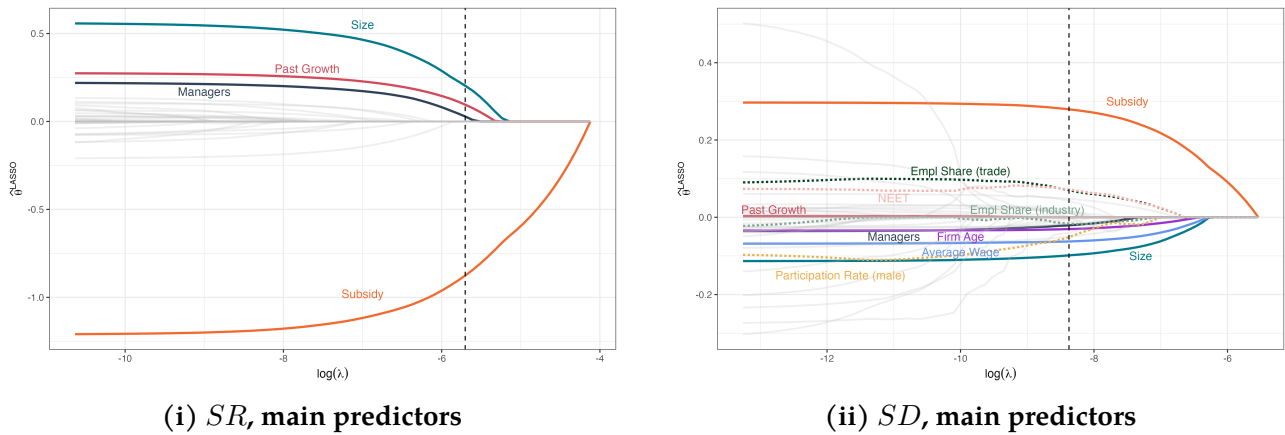 Size
Past Growth
Managers
Subsidy
0.5
0.0
-0.5
-1.0
θ̂LASSO
-10
-8
-6
-4
log(λ)
(i) SR, main predictors
Subsidy
Empl Share (trade)
NEET
Past Growth
Empl Share (industry)
Managers
Firm Age
Average Wage
Size
Participation Rate (male)
0.4
0.2
0.0
-0.2
θ̂LASSO
-12
-10
-8
-6
log(λ)
(ii) SD, main predictors